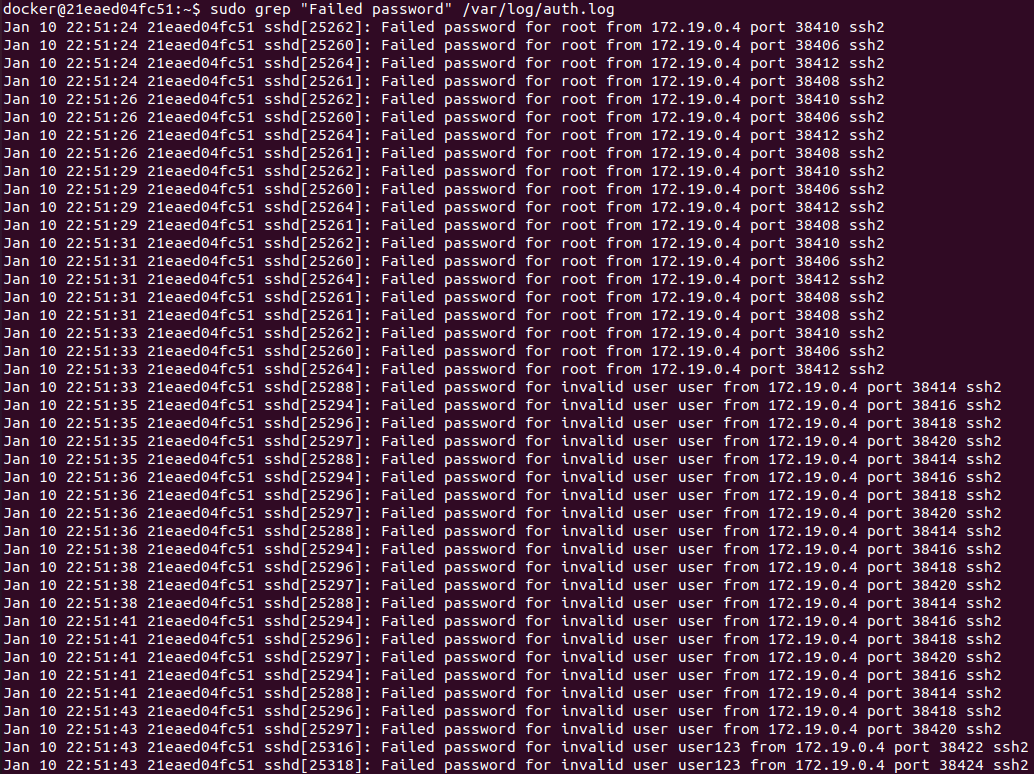 docker@21eaed04fc51:~$ sudo grep "Failed password" /var/log/auth.log
Jan 10 22:51:24 21eaed04fc51 sshd[25262]: Failed password for root from 172.19.0.4 port 38410 ssh2
Jan 10 22:51:24 21eaed04fc51 sshd[25260]: Failed password for root from 172.19.0.4 port 38406 ssh2
Jan 10 22:51:24 21eaed04fc51 sshd[25264]: Failed password for root from 172.19.0.4 port 38412 ssh2
Jan 10 22:51:24 21eaed04fc51 sshd[25261]: Failed password for root from 172.19.0.4 port 38408 ssh2
Jan 10 22:51:26 21eaed04fc51 sshd[25262]: Failed password for root from 172.19.0.4 port 38410 ssh2
Jan 10 22:51:26 21eaed04fc51 sshd[25260]: Failed password for root from 172.19.0.4 port 38406 ssh2
Jan 10 22:51:26 21eaed04fc51 sshd[25264]: Failed password for root from 172.19.0.4 port 38412 ssh2
Jan 10 22:51:26 21eaed04fc51 sshd[25261]: Failed password for root from 172.19.0.4 port 38408 ssh2
Jan 10 22:51:29 21eaed04fc51 sshd[25262]: Failed password for root from 172.19.0.4 port 38410 ssh2
Jan 10 22:51:29 21eaed04fc51 sshd[25260]: Failed password for root from 172.19.0.4 port 38406 ssh2
Jan 10 22:51:29 21eaed04fc51 sshd[25264]: Failed password for root from 172.19.0.4 port 38412 ssh2
Jan 10 22:51:29 21eaed04fc51 sshd[25261]: Failed password for root from 172.19.0.4 port 38408 ssh2
Jan 10 22:51:31 21eaed04fc51 sshd[25262]: Failed password for root from 172.19.0.4 port 38410 ssh2
Jan 10 22:51:31 21eaed04fc51 sshd[25260]: Failed password for root from 172.19.0.4 port 38406 ssh2
Jan 10 22:51:31 21eaed04fc51 sshd[25264]: Failed password for root from 172.19.0.4 port 38412 ssh2
Jan 10 22:51:31 21eaed04fc51 sshd[25261]: Failed password for root from 172.19.0.4 port 38408 ssh2
Jan 10 22:51:31 21eaed04fc51 sshd[25261]: Failed password for root from 172.19.0.4 port 38408 ssh2
Jan 10 22:51:33 21eaed04fc51 sshd[25262]: Failed password for root from 172.19.0.4 port 38410 ssh2
Jan 10 22:51:33 21eaed04fc51 sshd[25260]: Failed password for root from 172.19.0.4 port 38406 ssh2
Jan 10 22:51:33 21eaed04fc51 sshd[25264]: Failed password for root from 172.19.0.4 port 38412 ssh2
Jan 10 22:51:33 21eaed04fc51 sshd[25288]: Failed password for invalid user user from 172.19.0.4 port 38414 ssh2
Jan 10 22:51:35 21eaed04fc51 sshd[25294]: Failed password for invalid user user from 172.19.0.4 port 38416 ssh2
Jan 10 22:51:35 21eaed04fc51 sshd[25296]: Failed password for invalid user user from 172.19.0.4 port 38418 ssh2
Jan 10 22:51:35 21eaed04fc51 sshd[25297]: Failed password for invalid user user from 172.19.0.4 port 38420 ssh2
Jan 10 22:51:35 21eaed04fc51 sshd[25288]: Failed password for invalid user user from 172.19.0.4 port 38414 ssh2
Jan 10 22:51:36 21eaed04fc51 sshd[25294]: Failed password for invalid user user from 172.19.0.4 port 38416 ssh2
Jan 10 22:51:36 21eaed04fc51 sshd[25296]: Failed password for invalid user user from 172.19.0.4 port 38418 ssh2
Jan 10 22:51:36 21eaed04fc51 sshd[25297]: Failed password for invalid user user from 172.19.0.4 port 38420 ssh2
Jan 10 22:51:36 21eaed04fc51 sshd[25288]: Failed password for invalid user user from 172.19.0.4 port 38414 ssh2
Jan 10 22:51:38 21eaed04fc51 sshd[25294]: Failed password for invalid user user from 172.19.0.4 port 38416 ssh2
Jan 10 22:51:38 21eaed04fc51 sshd[25296]: Failed password for invalid user user from 172.19.0.4 port 38418 ssh2
Jan 10 22:51:38 21eaed04fc51 sshd[25297]: Failed password for invalid user user from 172.19.0.4 port 38420 ssh2
Jan 10 22:51:38 21eaed04fc51 sshd[25288]: Failed password for invalid user user from 172.19.0.4 port 38414 ssh2
Jan 10 22:51:41 21eaed04fc51 sshd[25294]: Failed password for invalid user user from 172.19.0.4 port 38416 ssh2
Jan 10 22:51:41 21eaed04fc51 sshd[25296]: Failed password for invalid user user from 172.19.0.4 port 38418 ssh2
Jan 10 22:51:41 21eaed04fc51 sshd[25297]: Failed password for invalid user user from 172.19.0.4 port 38420 ssh2
Jan 10 22:51:41 21eaed04fc51 sshd[25294]: Failed password for invalid user user from 172.19.0.4 port 38416 ssh2
Jan 10 22:51:41 21eaed04fc51 sshd[25288]: Failed password for invalid user user from 172.19.0.4 port 38414 ssh2
Jan 10 22:51:43 21eaed04fc51 sshd[25296]: Failed password for invalid user user from 172.19.0.4 port 38418 ssh2
Jan 10 22:51:43 21eaed04fc51 sshd[25297]: Failed password for invalid user user from 172.19.0.4 port 38420 ssh2
Jan 10 22:51:43 21eaed04fc51 sshd[25316]: Failed password for invalid user user123 from 172.19.0.4 port 38422 ssh2
Jan 10 22:51:43 21eaed04fc51 sshd[25318]: Failed password for invalid user user123 from 172.19.0.4 port 38424 ssh2